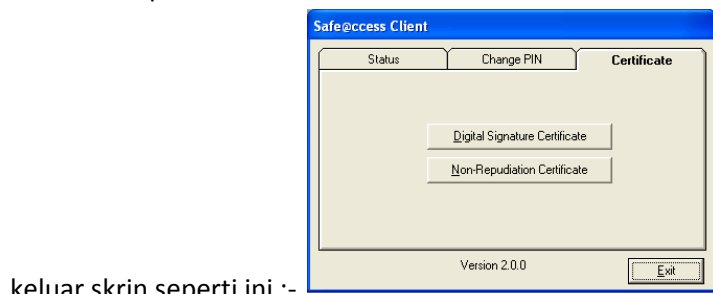 Safe@ccess Client
Status Change PIN Certificate
Digital Signature Certificate
Non-Repudiation Certificate
Version 2.0.0 Exit
keluar skrin seperti ini :-